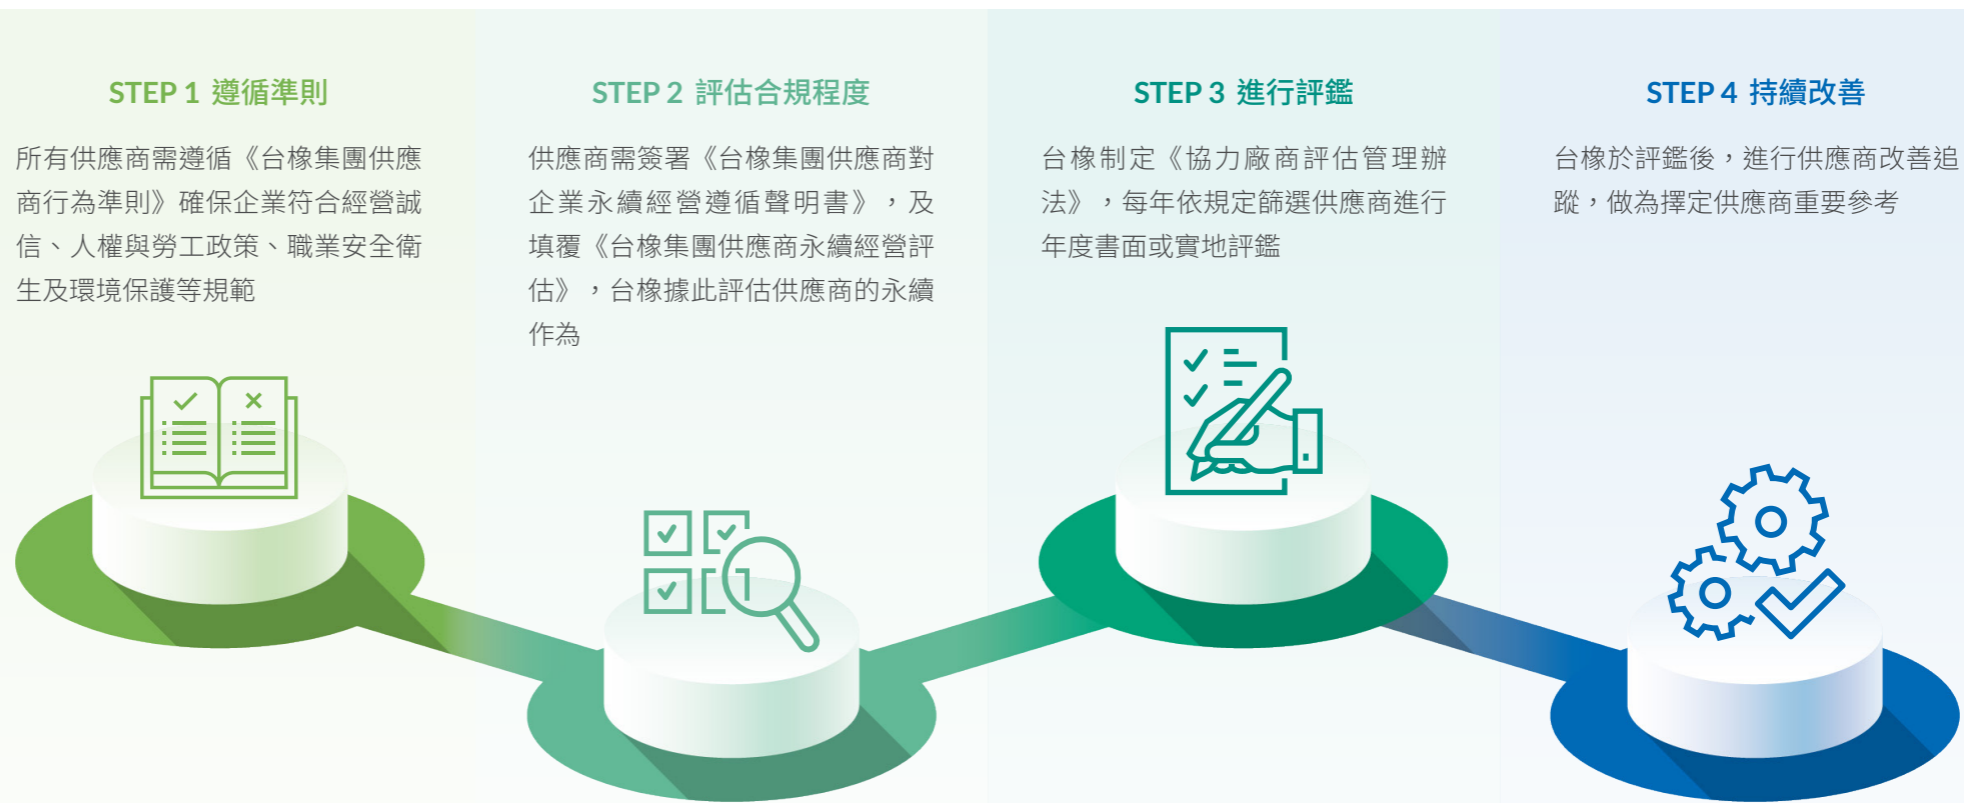 STEP 1 遵循準則
所有供應商需遵循《台橡集團供應
商行為準則》確保企業符合經營誠
信、人權與勞工政策、職業安全衛
生及環境保護等規範
STEP 2 評估合規程度
供應商需簽署《台橡集團供應商對
企業永續經營遵循聲明書》，及
填覆《台橡集團供應商永續經營評
估》，台橡據此評估供應商的永續
作為
STEP 3 進行評鑑
台橡制定《協力廠商評估管理辦
法》，每年依規定篩選供應商進行
年度書面或實地評鑑
STEP 4 持續改善
台橡於評鑑後，進行供應商改善追
蹤，做為擇定供應商重要參考